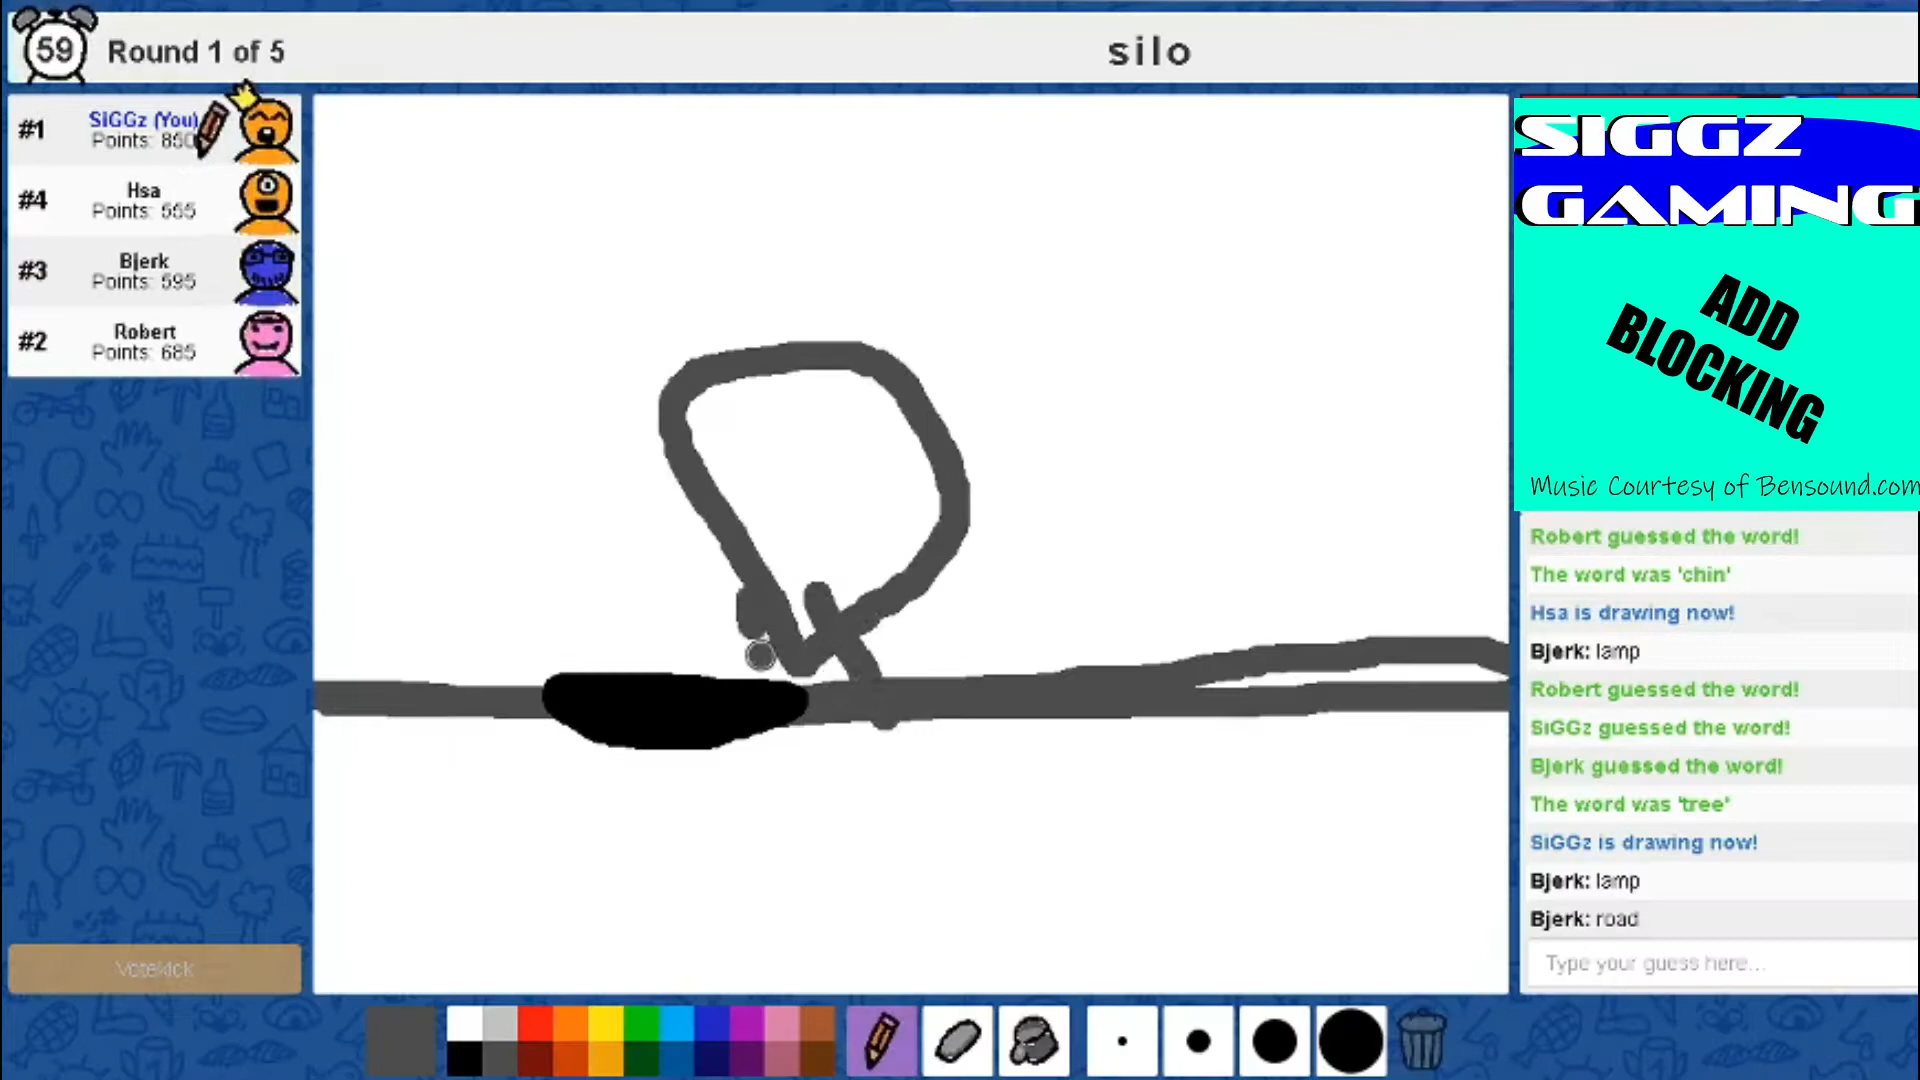 59
Round 1 of 5
silo
#1
SiGGz (You)
Points: 850
#4
Hsa
Points: 565
#3
Bjerk
Points: 595
#2
Robert
Points: 685
Votekick
SIGGZ
GAMING
ADD
BLOCKING
Music Courtesy of Bensound.com
Robert guessed the word!
The word was 'chin'
Hsa is drawing now!
Bjerk: lamp
Robert guessed the word!
SiGGz guessed the word!
Bjerk guessed the word!
The word was 'tree'
SiGGz is drawing now!
Bjerk: lamp
Bjerk: road
Type your guess here...